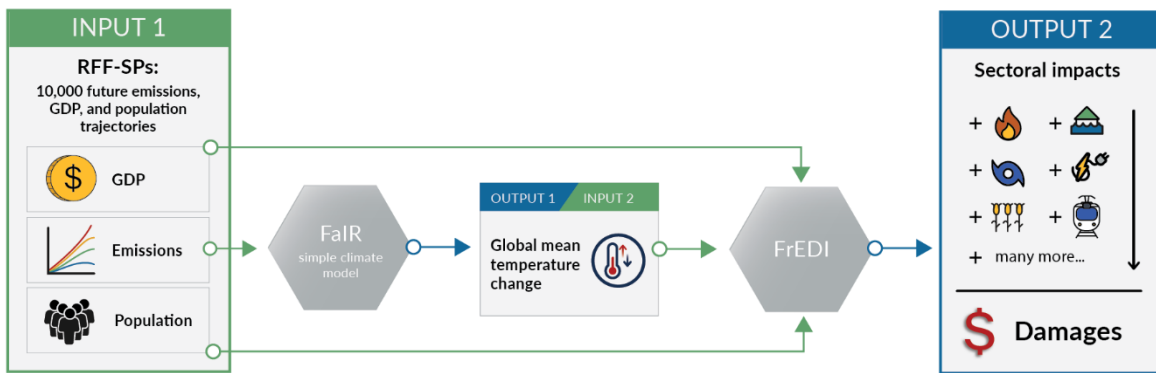 INPUT 1
RFF-SPs:
10,000 future emissions,
GDP, and population
trajectories
$
GDP
Emissions
Population
FaIR
simple climate
model
OUTPUT 1
INPUT 2
Global mean
temperature
change
FrEDI
OUTPUT 2
Sectoral impacts
+ +
+ +
+ +
+ many more...
$ Damages